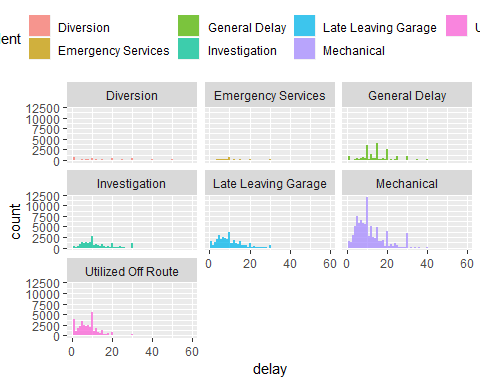 ent Diversion General Delay Late Leaving Garage U
Emergency Services Investigation Mechanical
Diversion Emergency Services General Delay
12500
10000
7500
5000
2500
0
Investigation Late Leaving Garage Mechanical
12500
10000
7500
5000
2500
0
Utilized Off Route
12500
10000
7500
5000
2500
0
0 20 40 60 0 20 40 60
0 20 40 60
count
delay